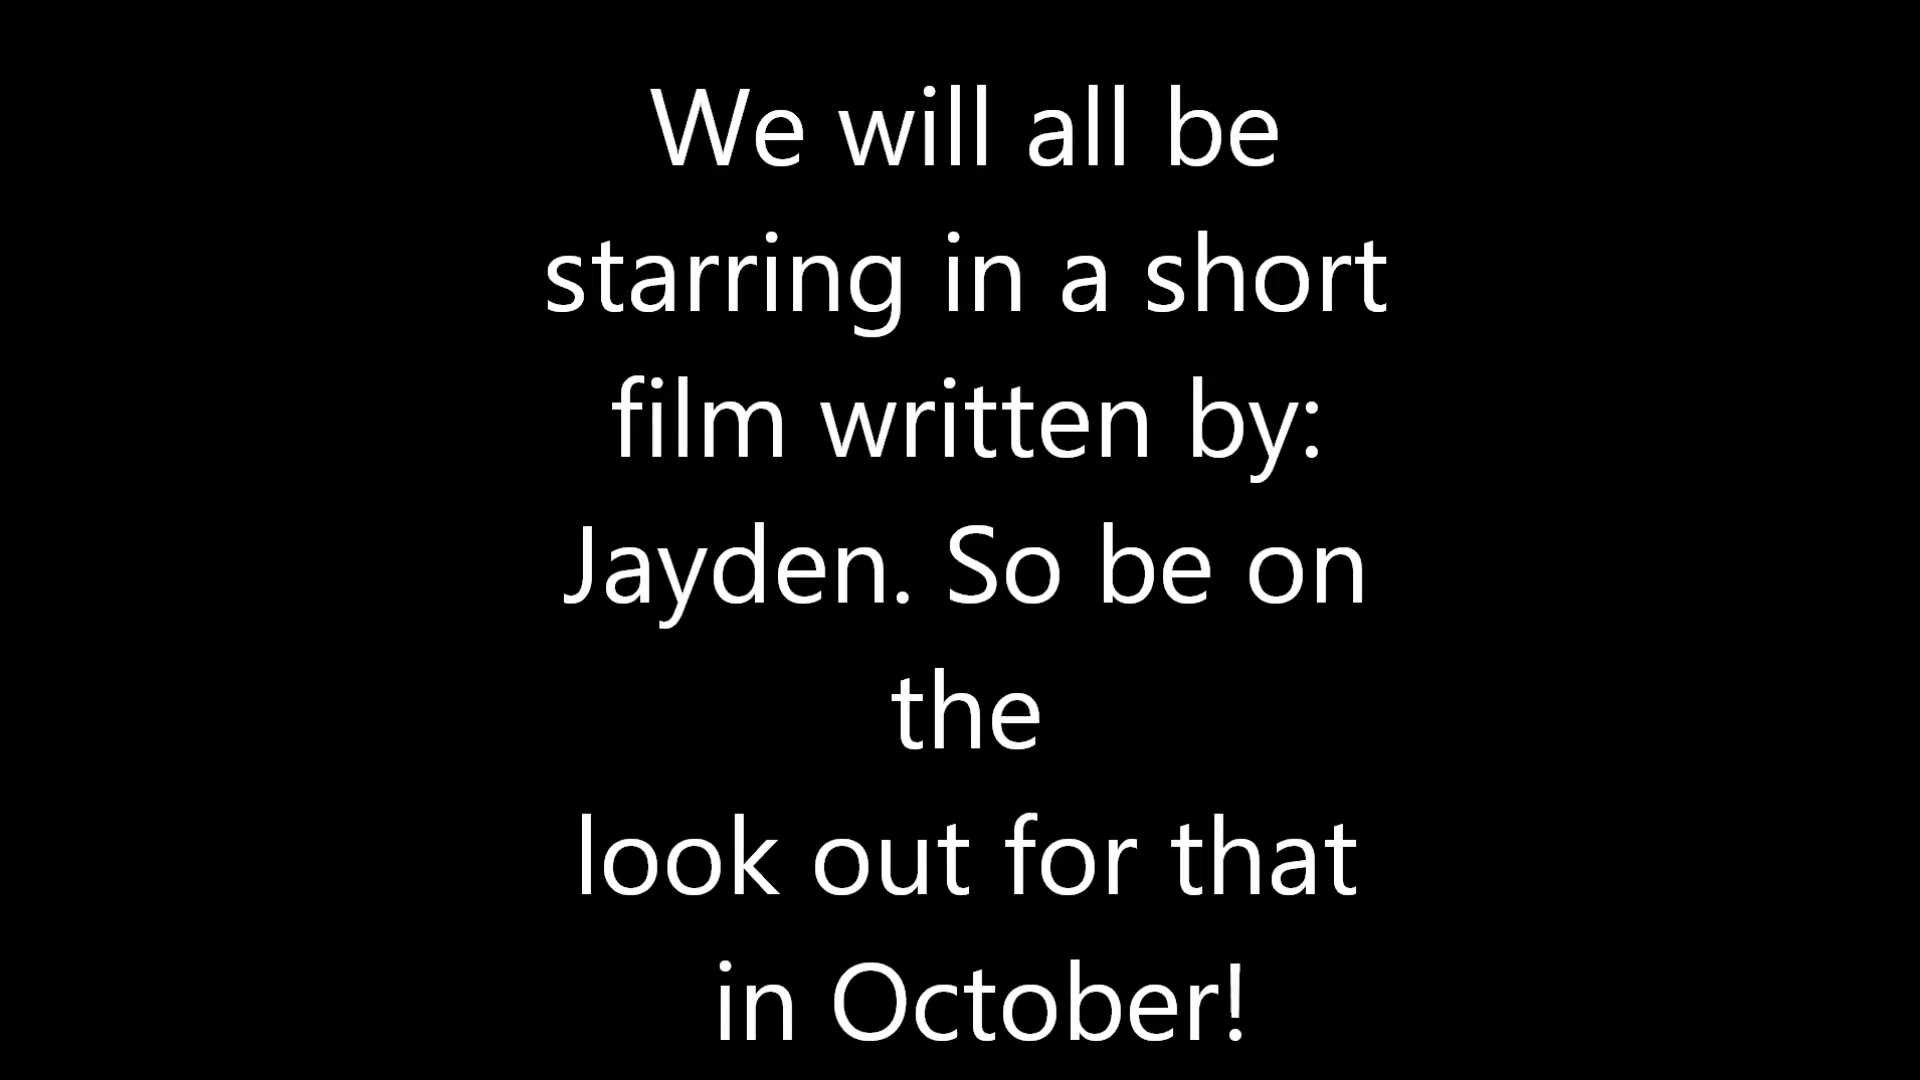 We will all be
starring in a short
film written by:
Jayden. So be on
the
look out for that
in October!